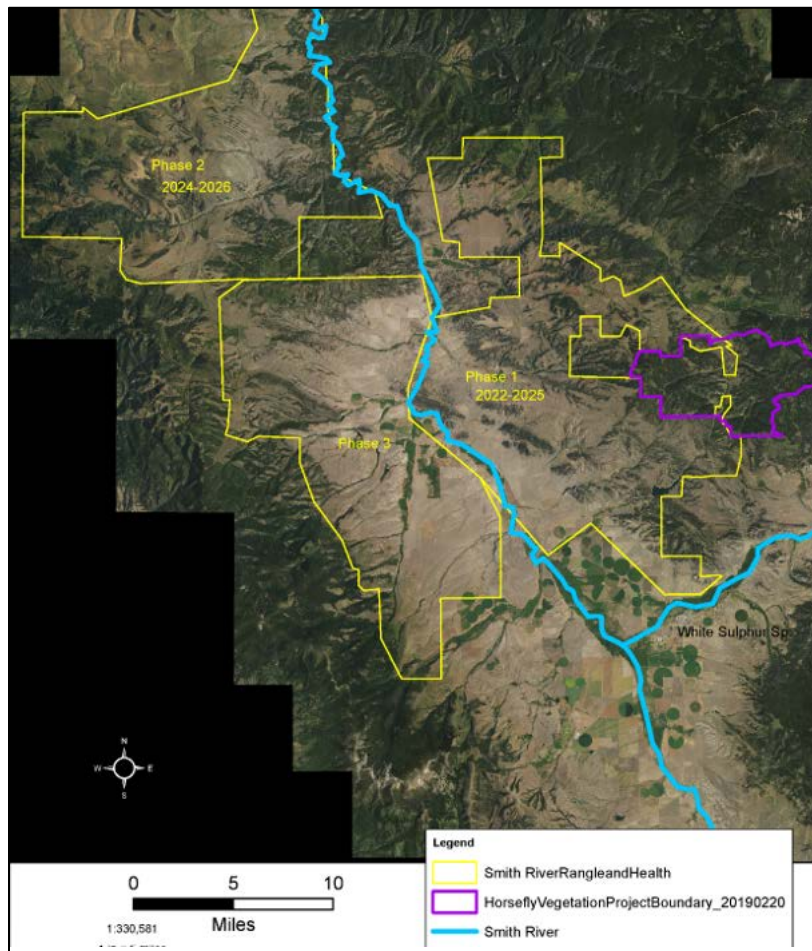 Phase 2
2024-2026
Phase 1
2022-2025
Phase 3
White Sulphur Sp
N
W E
S
Legend
Smith RiverRangleandHealth
HorseflyVegetationProjectBoundary_20190220
Smith River
0 5 10
Miles
1:330,581